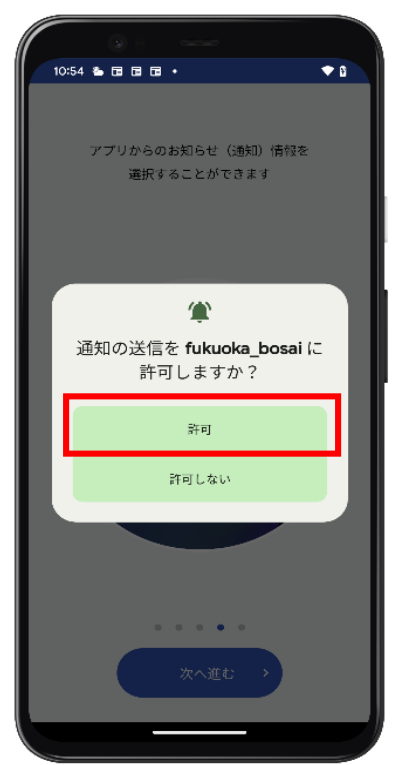 10:54
アプリからのお知らせ（通知）情報を
選択することができます
通知の送信を fukuoka_bosai に
許可しますか？
許可
許可しない
次へ進む